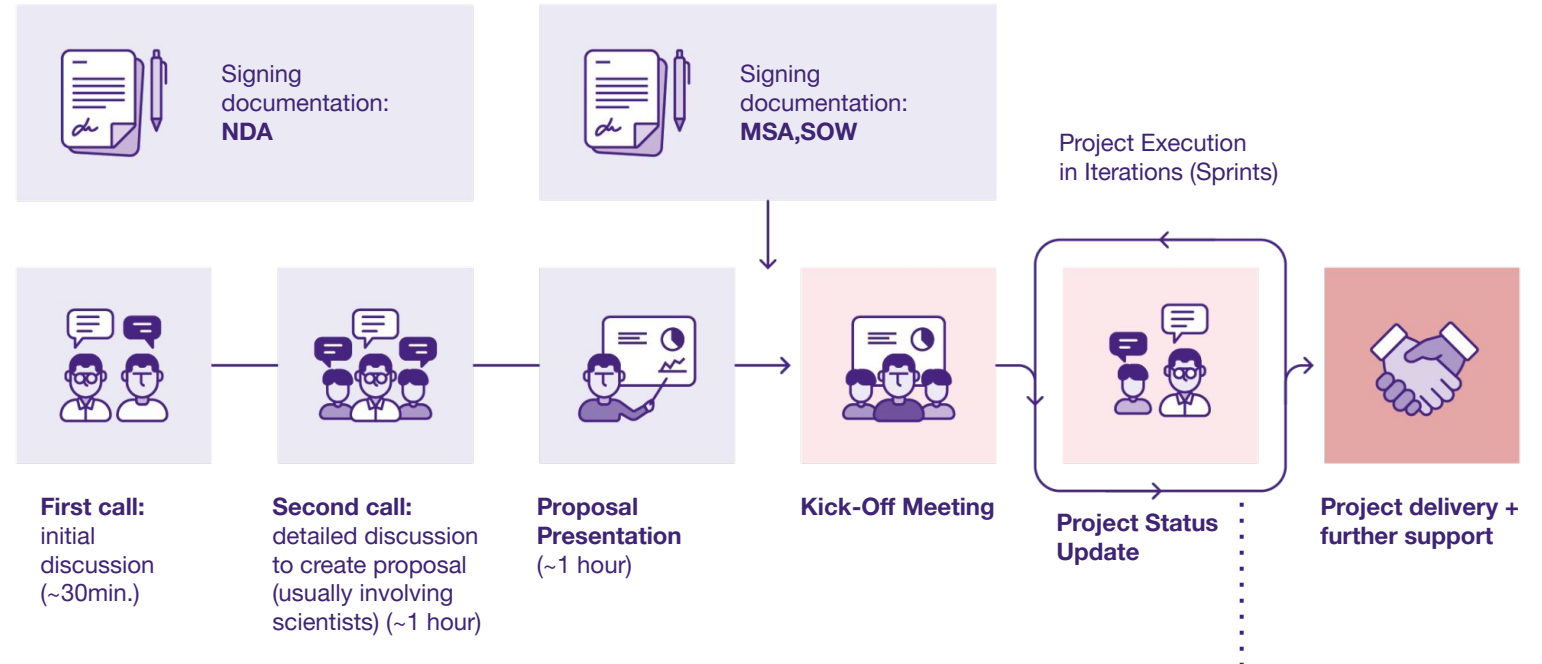 Signing
documentation:
NDA
Signing
documentation:
MSA,SOW
Project Execution
in Iterations (Sprints)
First call:
initial
discussion
(~30min.)
Second call:
detailed discussion
to create proposal
(usually involving
scientists) (~1 hour)
Proposal
Presentation
(~1 hour)
Kick-Off Meeting
Project Status
Update
Project delivery +
further support